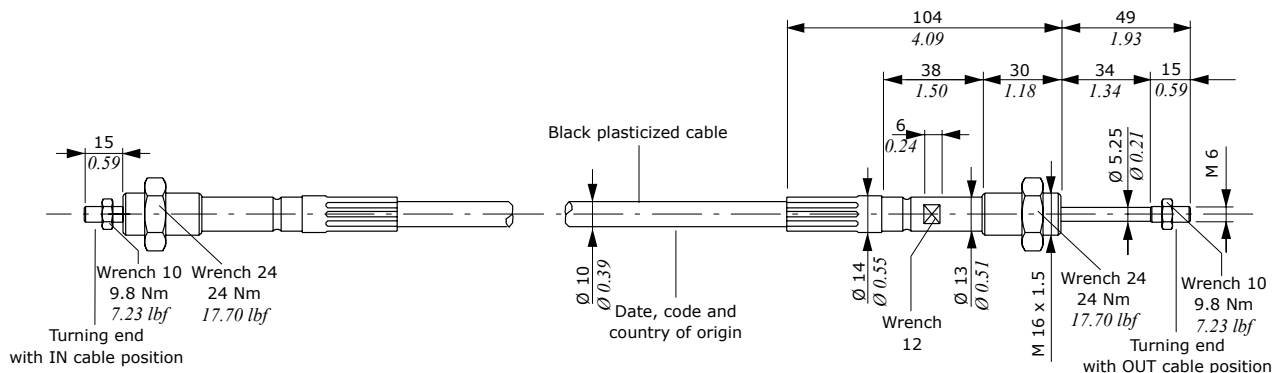 104
4.09
49
1.93
38
1.50
30
1.18
34
1.34
15
0.59
6
0.24
15
0.59
Black plasticized cable
Ø 5.25
Ø 0.21
M 6
Wrench 10
9.8 Nm
7.23 lbf
Wrench 24
24 Nm
17.70 lbf
Turning end
with IN cable position
Ø 10
Ø 0.39
Date, code and
country of origin
Ø 14
Ø 0.55
Wrench
12
Ø 13
Ø 0.51
M 16 x 1.5
Wrench 24
24 Nm
17.70 lbf
Wrench 10
9.8 Nm
7.23 lbf
Turning end
with OUT cable position